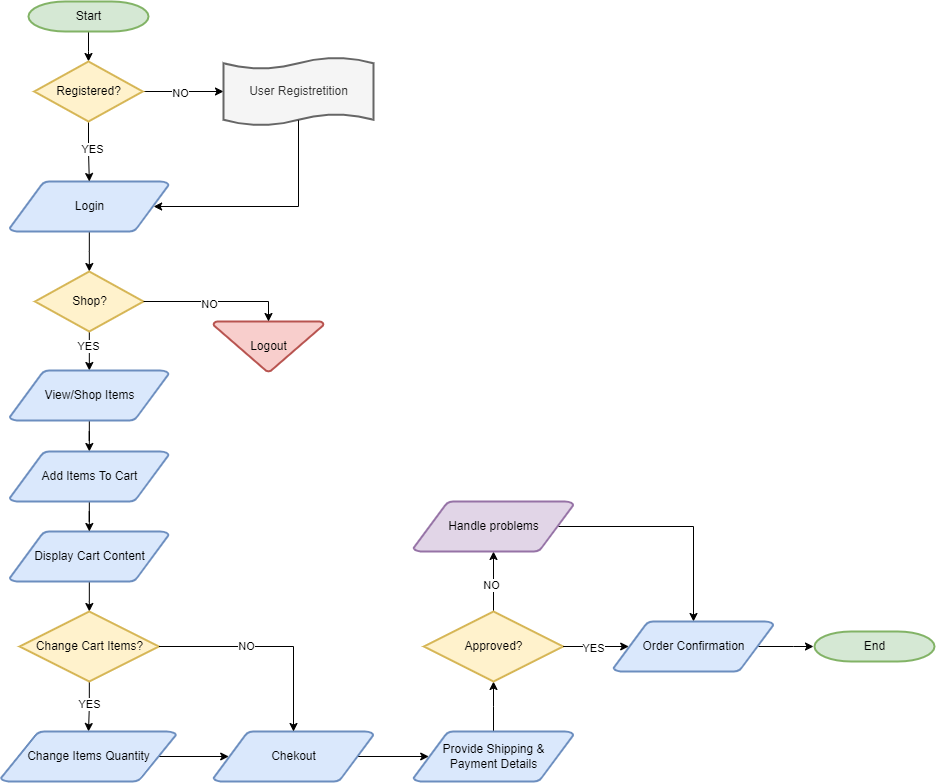 Start
Registered?
NO
User Registretition
YES
Login
Shop?
NO
Logout
YES
View/Shop Items
Add Items To Cart
Display Cart Content
Change Cart Items?
NO
YES
Change Items Quantity
Chekout
Provide Shipping &
Payment Details
Approved?
NO
Handle problems
YES
Order Confirmation
End